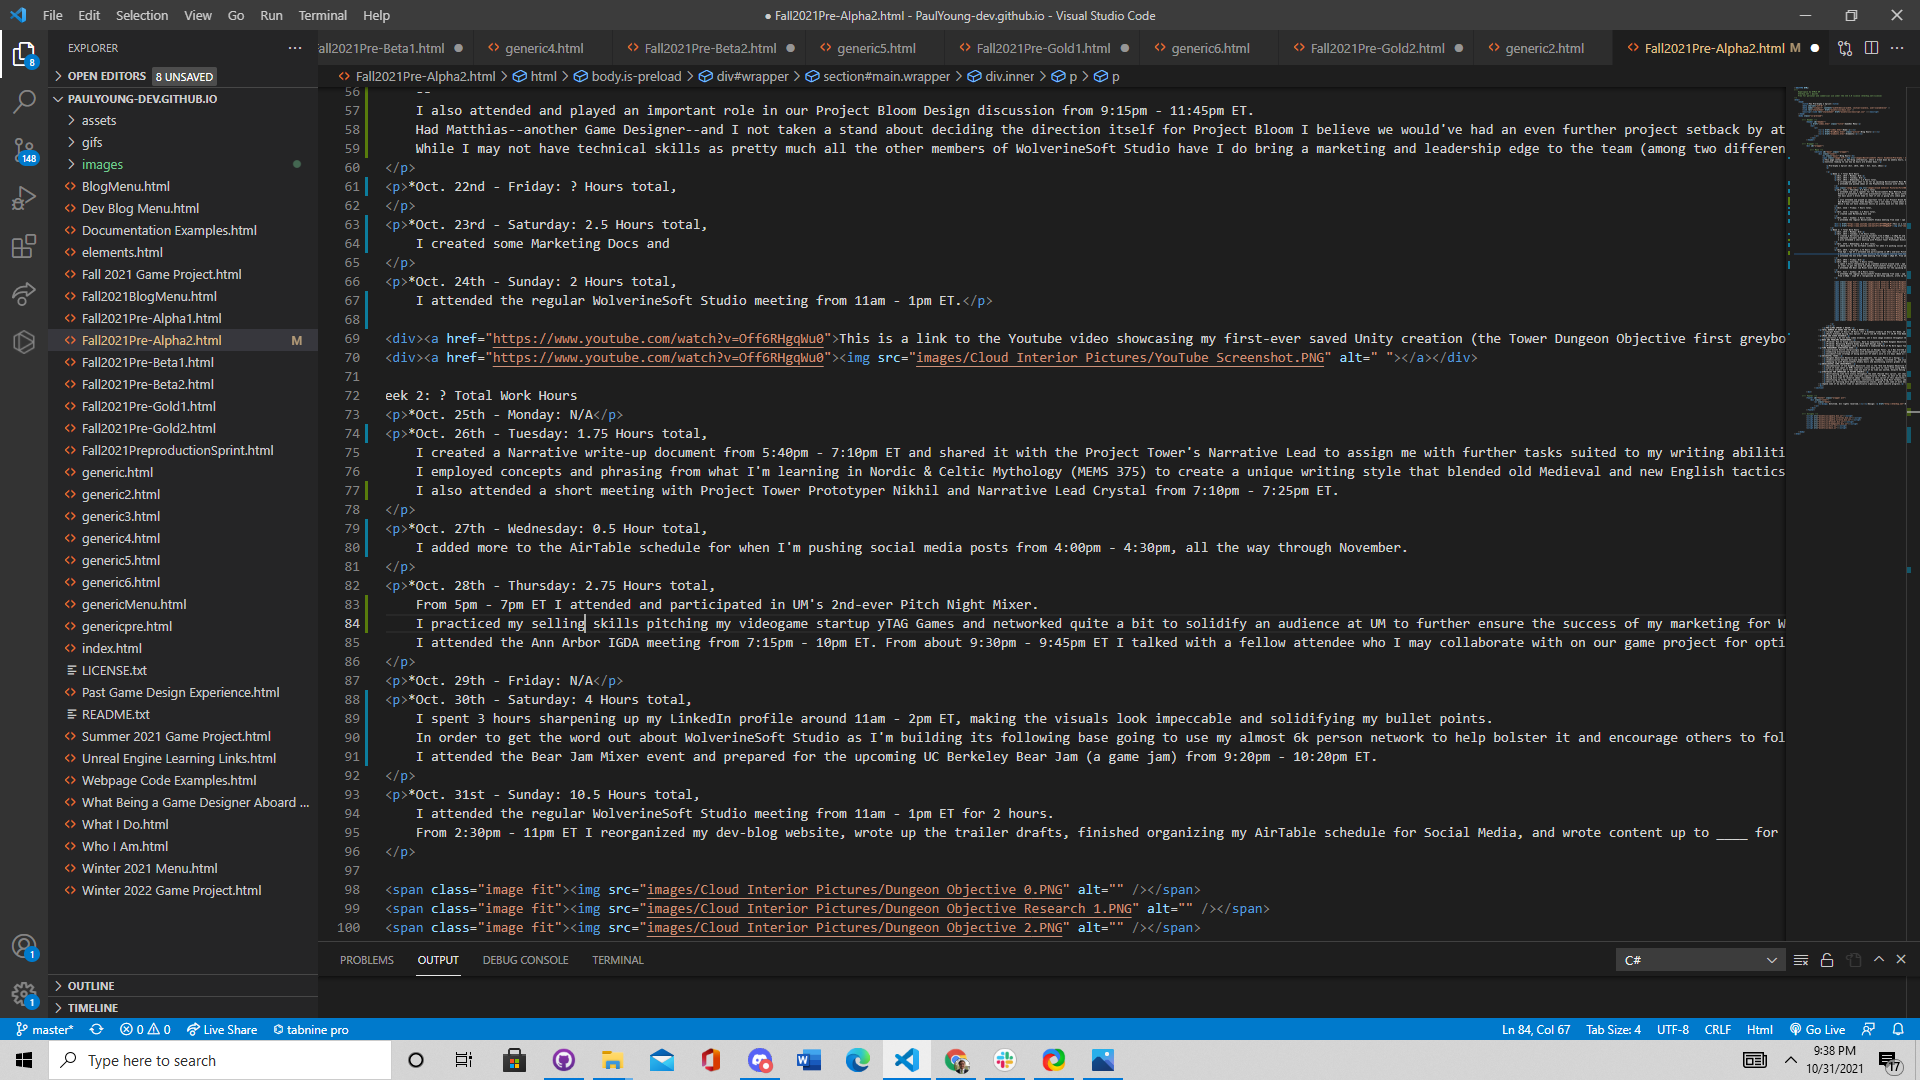 File Edit Selection View Go Run Terminal Help
● Fall2021Pre-Alpha2.html - PaulYoung-dev.github.io - Visual Studio Code
EXPLORER
all2021Pre-Beta1.html
generic4.html
Fall2021Pre-Beta2.html
generic5.html
Fall2021Pre-Gold1.html
generic6.html
Fall2021Pre-Gold2.html
generic2.html
Fall2021Pre-Alpha2.html M
OPEN EDITORS 8 UNSAVED
Fall2021Pre-Alpha2.html > html > body.is-preload > div#wrapper > section#main.wrapper > div.inner > p > p
PAULYOUNG-DEV.GITHUB.IO
assets
gifs
images
BlogMenu.html
Dev Blog Menu.html
Documentation Examples.html
elements.html
Fall 2021 Game Project.html
Fall2021BlogMenu.html
Fall2021Pre-Alpha1.html
Fall2021Pre-Alpha2.html M
Fall2021Pre-Beta1.html
Fall2021Pre-Beta2.html
Fall2021Pre-Gold1.html
Fall2021Pre-Gold2.html
Fall2021PreproductionSprint.html
generic.html
generic2.html
generic3.html
generic4.html
generic5.html
generic6.html
genericMenu.html
genericpre.html
index.html
LICENSE.txt
Past Game Design Experience.html
README.txt
Summer 2021 Game Project.html
Unreal Engine Learning Links.html
Webpage Code Examples.html
What Being a Game Designer Aboard ...
What I Do.html
Who I Am.html
Winter 2021 Menu.html
Winter 2022 Game Project.html
OUTLINE
TIMELINE
8
148
1
1
56 --
57 I also attended and played an important role in our Project Bloom Design discussion from 9:15pm - 11:45pm ET.
58 Had Matthias--another Game Designer--and I not taken a stand about deciding the direction itself for Project Bloom I believe we would've had an even further project setback by at
59 While I may not have technical skills as pretty much all the other members of WolverineSoft Studio have I do bring a marketing and leadership edge to the team (among two differen
60 </p>
61 <p>*Oct. 22nd - Friday: ? Hours total,
62 </p>
63 <p>*Oct. 23rd - Saturday: 2.5 Hours total,
64 I created some Marketing Docs and
65 </p>
66 <p>*Oct. 24th - Sunday: 2 Hours total,
67 I attended the regular WolverineSoft Studio meeting from 11am - 1pm ET.</p>
68
69 <div><a href="https://www.youtube.com/watch?v=Off6RHgqWu0">This is a link to the Youtube video showcasing my first-ever saved Unity creation (the Tower Dungeon Objective first greybo
70 <div><a href="https://www.youtube.com/watch?v=Off6RHgqWu0"><img src="images/Cloud Interior Pictures/YouTube Screenshot.PNG" alt=" "></a></div>
71
72 eek 2: ? Total Work Hours
73 <p>*Oct. 25th - Monday: N/A</p>
74 <p>*Oct. 26th - Tuesday: 1.75 Hours total,
75 I created a Narrative write-up document from 5:40pm - 7:10pm ET and shared it with the Project Tower's Narrative Lead to assign me with further tasks suited to my writing abiliti
76 I employed concepts and phrasing from what I'm learning in Nordic & Celtic Mythology (MEMS 375) to create a unique writing style that blended old Medieval and new English tactics
77 I also attended a short meeting with Project Tower Prototyper Nikhil and Narrative Lead Crystal from 7:10pm - 7:25pm ET.
78 </p>
79 <p>*Oct. 27th - Wednesday: 0.5 Hour total,
80 I added more to the AirTable schedule for when I'm pushing social media posts from 4:00pm - 4:30pm, all the way through November.
81 </p>
82 <p>*Oct. 28th - Thursday: 2.75 Hours total,
83 From 5pm - 7pm ET I attended and participated in UM's 2nd-ever Pitch Night Mixer.
84 I practiced my selling skills pitching my videogame startup yTAG Games and networked quite a bit to solidify an audience at UM to further ensure the success of my marketing for W
85 I attended the Ann Arbor IGDA meeting from 7:15pm - 10pm ET. From about 9:30pm - 9:45pm ET I talked with a fellow attendee who I may collaborate with on our game project for opti
86 </p>
87 <p>*Oct. 29th - Friday: N/A</p>
88 <p>*Oct. 30th - Saturday: 4 Hours total,
89 I spent 3 hours sharpening up my LinkedIn profile around 11am - 2pm ET, making the visuals look impeccable and solidifying my bullet points.
90 In order to get the word out about WolverineSoft Studio as I'm building its following base going to use my almost 6k person network to help bolster it and encourage others to fol
91 I attended the Bear Jam Mixer event and prepared for the upcoming UC Berkeley Bear Jam (a game jam) from 9:20pm - 10:20pm ET.
92 </p>
93 <p>*Oct. 31st - Sunday: 10.5 Hours total,
94 I attended the regular WolverineSoft Studio meeting from 11am - 1pm ET for 2 hours.
95 From 2:30pm - 11pm ET I reorganized my dev-blog website, wrote up the trailer drafts, finished organizing my AirTable schedule for Social Media, and wrote content up to ____ for
96 </p>
97
98 <span class="image fit"><img src="images/Cloud Interior Pictures/Dungeon Objective 0.PNG" alt="" /></span>
99 <span class="image fit"><img src="images/Cloud Interior Pictures/Dungeon Objective Research 1.PNG" alt="" /></span>
100 <span class="image fit"><img src="images/Cloud Interior Pictures/Dungeon Objective 2.PNG" alt="" /></span>
PROBLEMS OUTPUT DEBUG CONSOLE TERMINAL
C#
master* 0 0 Live Share tabnine pro
Ln 84, Col 67 Tab Size: 4 UTF-8 CRLF Html Go Live
Type here to search
9:38 PM
10/31/2021
17